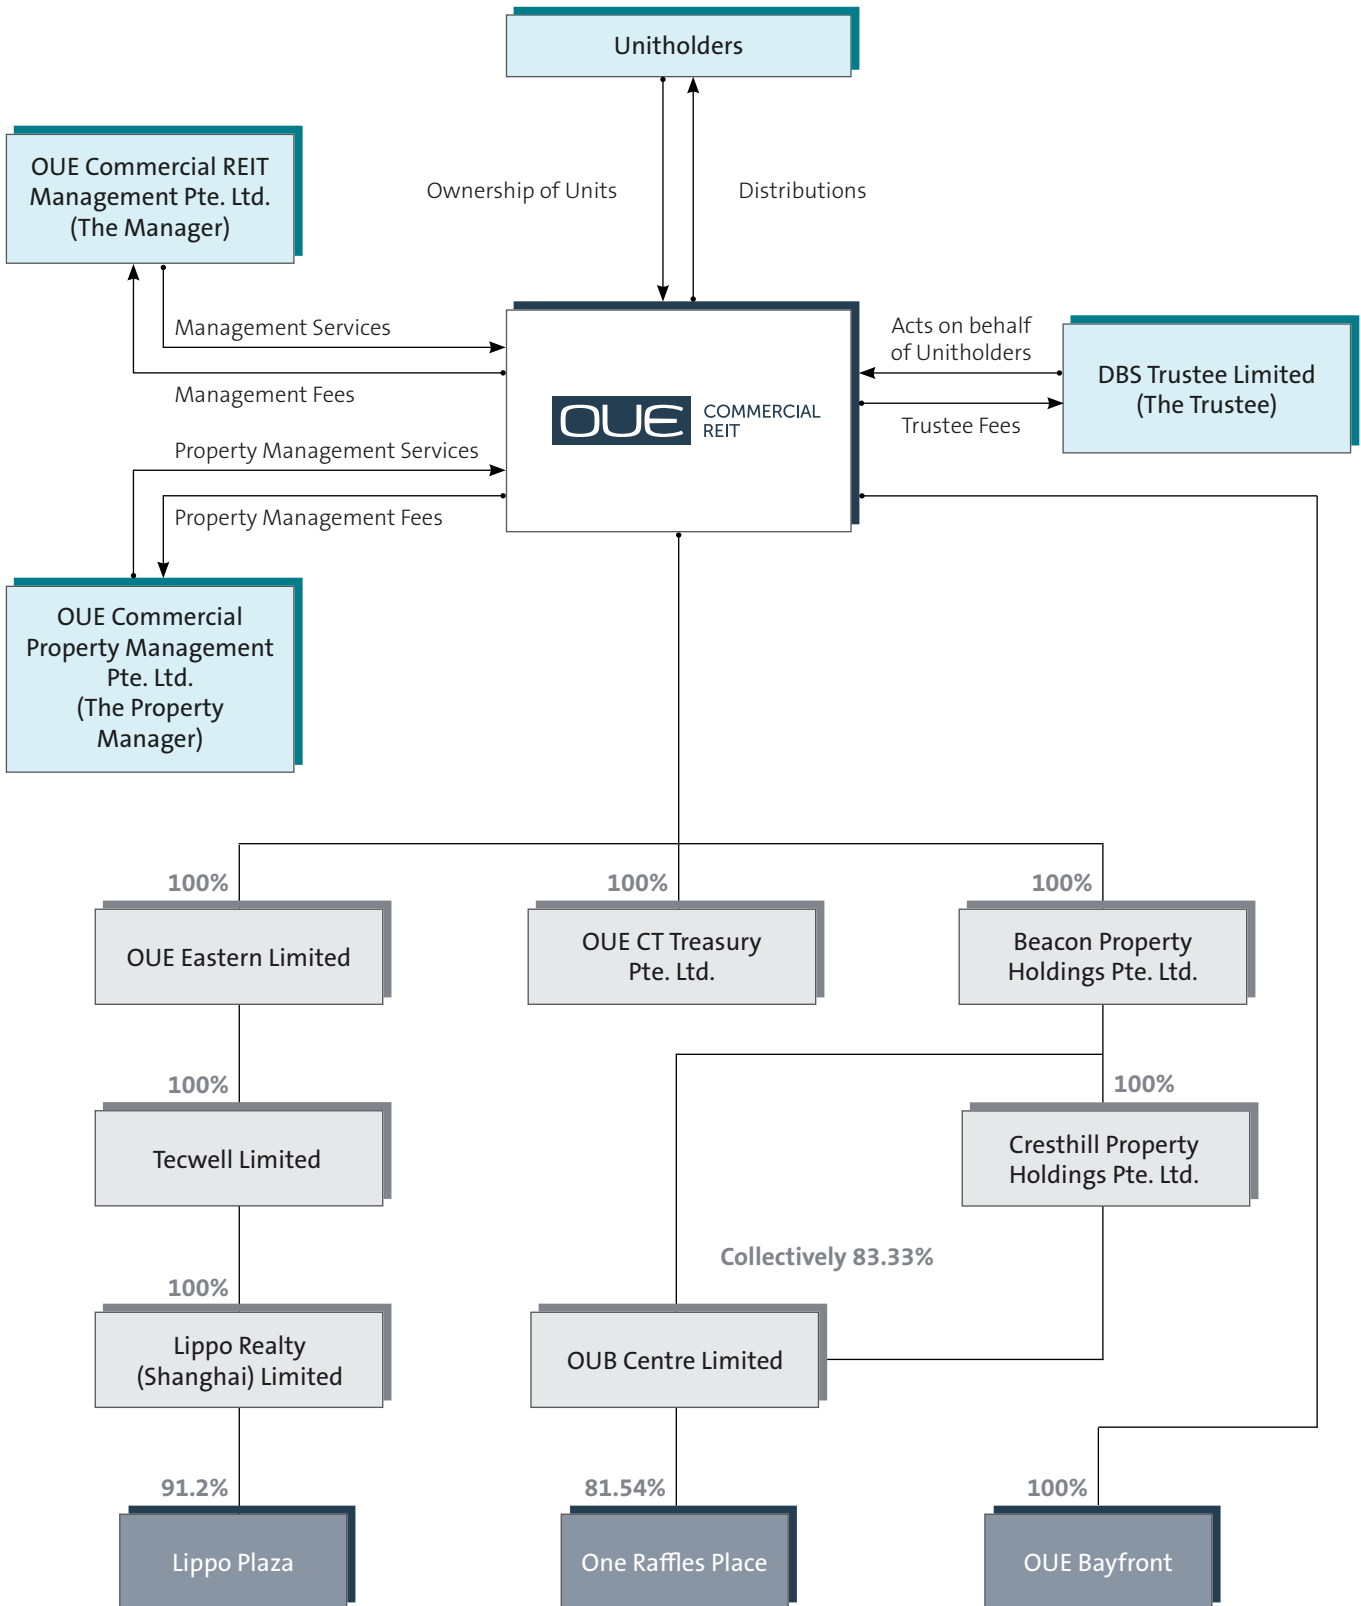 Unitholders
OUE Commercial REIT
Management Pte. Ltd.
(The Manager)
Ownership of Units
Distributions
Management Services
Management Fees
Property Management Services
Property Management Fees
OUE COMMERCIAL
REIT
Acts on behalf
of Unitholders
Trustee Fees
DBS Trustee Limited
(The Trustee)
OUE Commercial
Property Management
Pte. Ltd.
(The Property
Manager)
100%
OUE Eastern Limited
100%
OUE CT Treasury
Pte. Ltd.
100%
Beacon Property
Holdings Pte. Ltd.
100%
Tecwell Limited
100%
Cresthill Property
Holdings Pte. Ltd.
Collectively 83.33%
100%
Lippo Realty
(Shanghai) Limited
OUB Centre Limited
91.2%
Lippo Plaza
81.54%
One Raffles Place
100%
OUE Bayfront